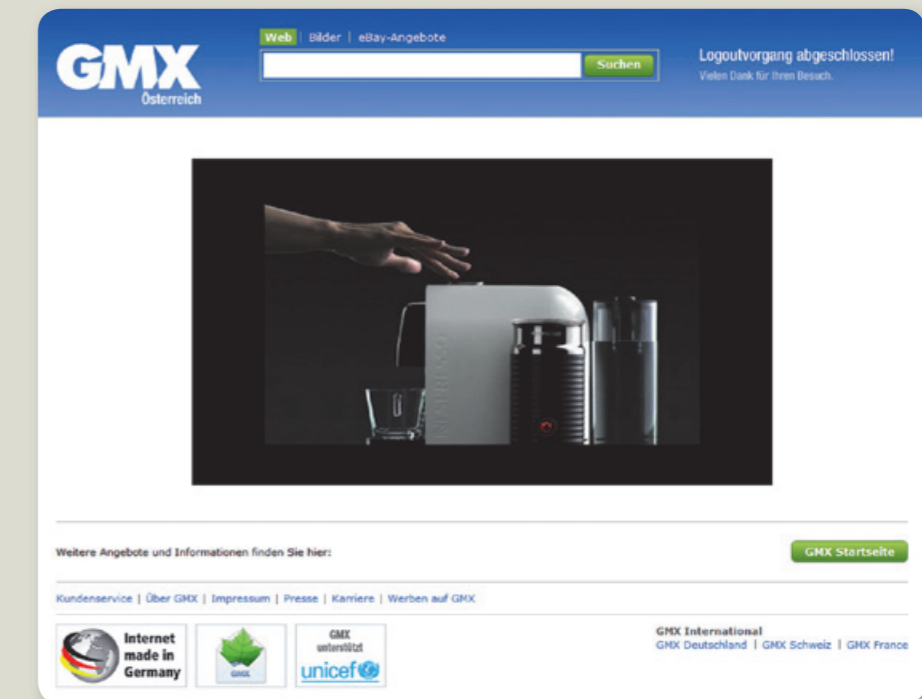 Web | Bilder | eBay-Angebote
GMX
Österreich
Suchen
Logoutvorgang abgeschlossen!
Vielen Dank für Ihren Besuch.
NESPRESSO
Weitere Angebote und Informationen finden Sie hier:
GMX Startseite
Kundenservice | Über GMX | Impressum | Presse | Karriere | Werben auf GMX
Internet
made in
Germany
GMX
GMX
unterstützt
unicef
GMX International
GMX Deutschland | GMX Schweiz | GMX France